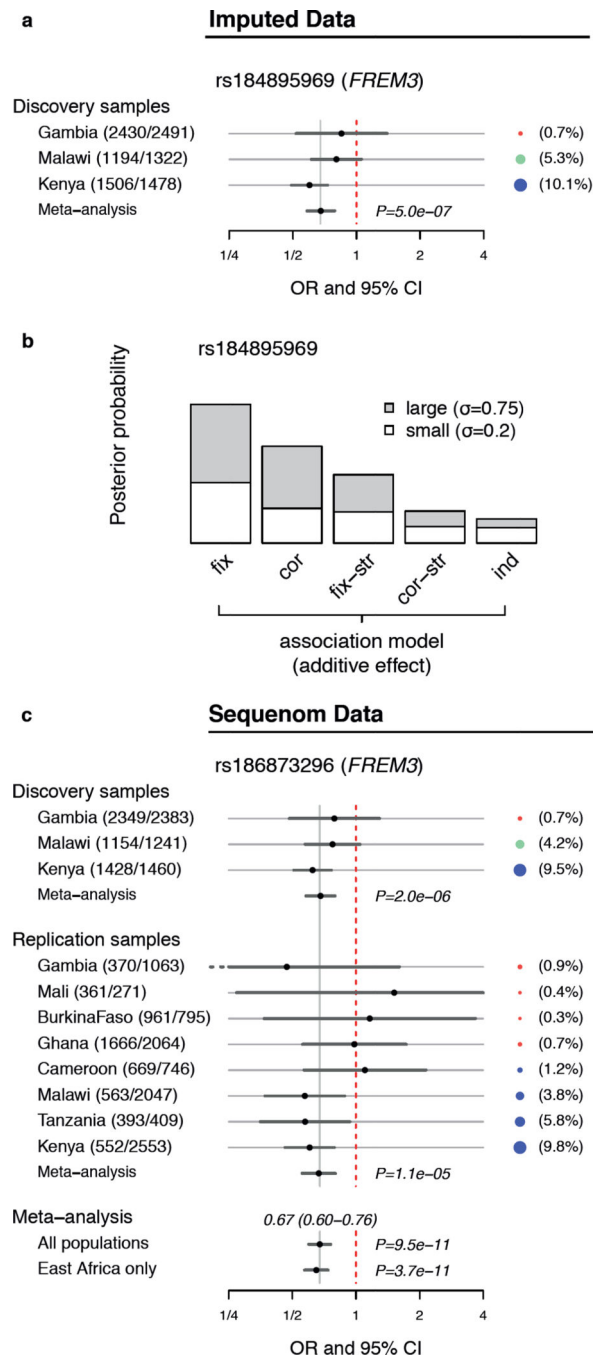 a
Imputed Data
rs184895969 (FREM3)
Discovery samples
Gambia (2430/2491) (0.7%)
Malawi (1194/1322) (5.3%)
Kenya (1506/1478) (10.1%)
Meta−analysis P=5.0e−07
1/4 1/2 1 2 4
OR and 95% CI
b
rs184895969
Posterior probability
large (σ=0.75)
small (σ=0.2)
fix cor fix−str cor−str ind
association model
(additive effect)
c
Sequenom Data
rs186873296 (FREM3)
Discovery samples
Gambia (2349/2383) (0.7%)
Malawi (1154/1241) (4.2%)
Kenya (1428/1460) (9.5%)
Meta−analysis P=2.0e−06
Replication samples
Gambia (370/1063) (0.9%)
Mali (361/271) (0.4%)
BurkinaFaso (961/795) (0.3%)
Ghana (1666/2064) (0.7%)
Cameroon (669/746) (1.2%)
Malawi (563/2047) (3.8%)
Tanzania (393/409) (5.8%)
Kenya (552/2553) (9.8%)
Meta−analysis P=1.1e−05
Meta−analysis 0.67 (0.60−0.76)
All populations P=9.5e−11
East Africa only P=3.7e−11
1/4 1/2 1 2 4
OR and 95% CI